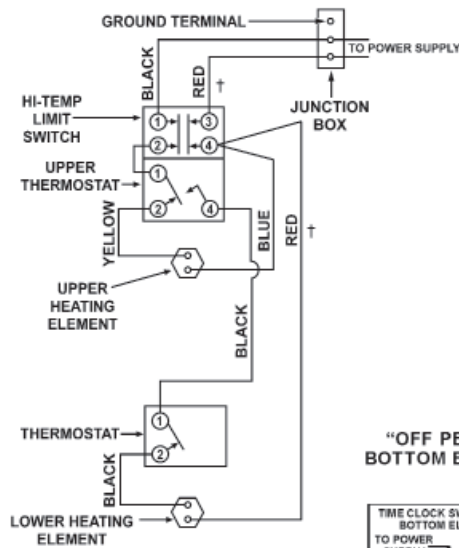 GROUND TERMINAL
TO POWER SUPPLY
BLACK
RED
†
HI-TEMP
LIMIT
SWITCH
JUNCTION
BOX
1
3
2
4
UPPER
THERMOSTAT
1
2
4
YELLOW
BLUE
RED
†
UPPER
HEATING
ELEMENT
BLACK
1
THERMOSTAT
2
BLACK
LOWER HEATING
ELEMENT
"OFF PE
BOTTOM E
TIME CLOCK SW
BOTTOM EL
TO POWER